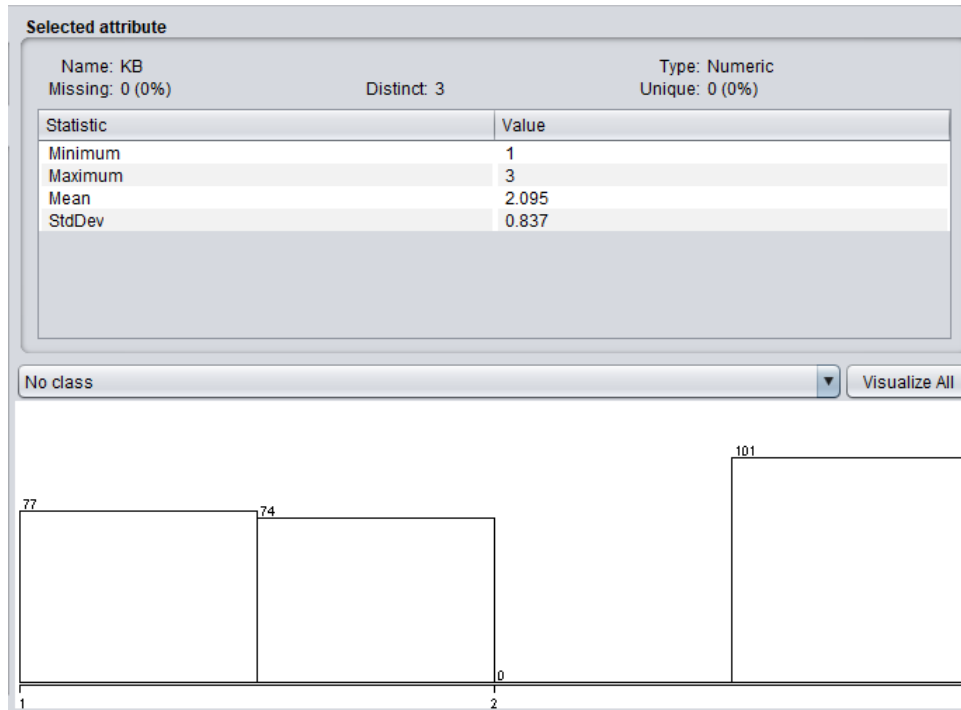 Selected attribute
Name: KB Type: Numeric
Missing: 0 (0%) Distinct: 3 Unique: 0 (0%)
Statistic Value
Minimum 1
Maximum 3
Mean 2.095
StdDev 0.837
No class Visualize All
101
77 74
0
1 2